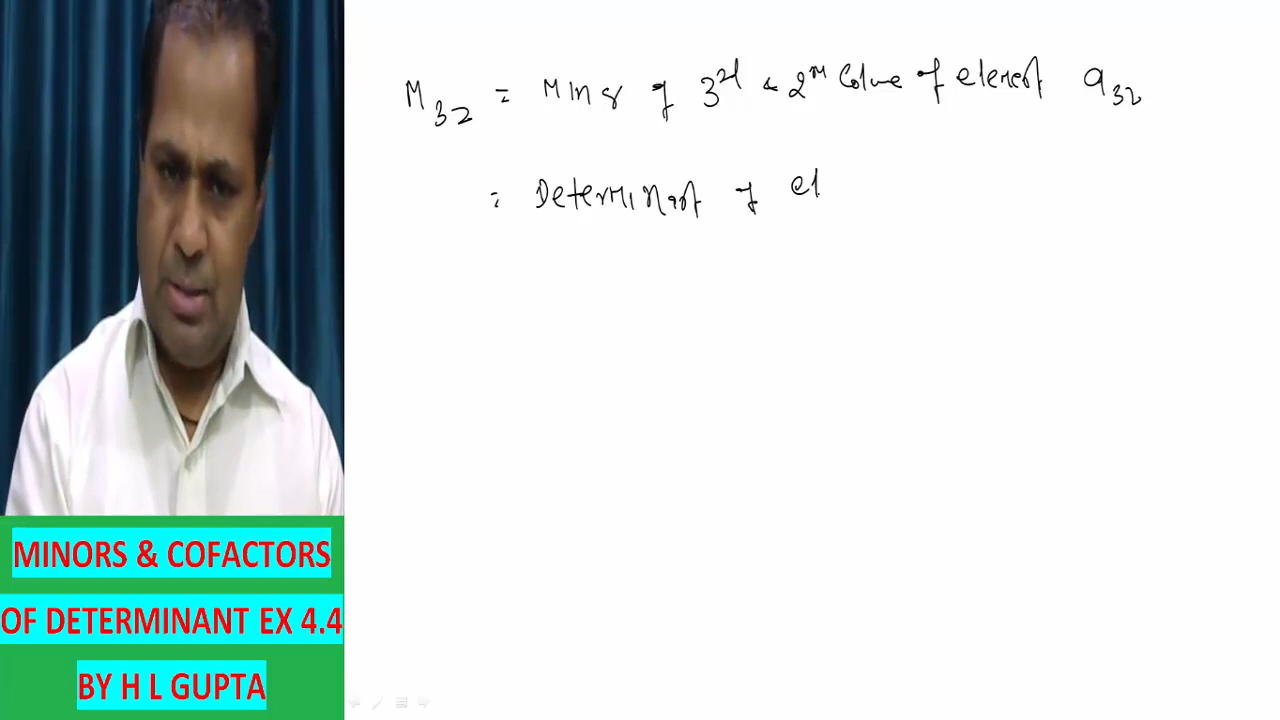 M32 = Minor of 3rd & 2nd Colume of element a32
= Determinant of el
MINORS & COFACTORS
OF DETERMINANT EX 4.4
BY H L GUPTA